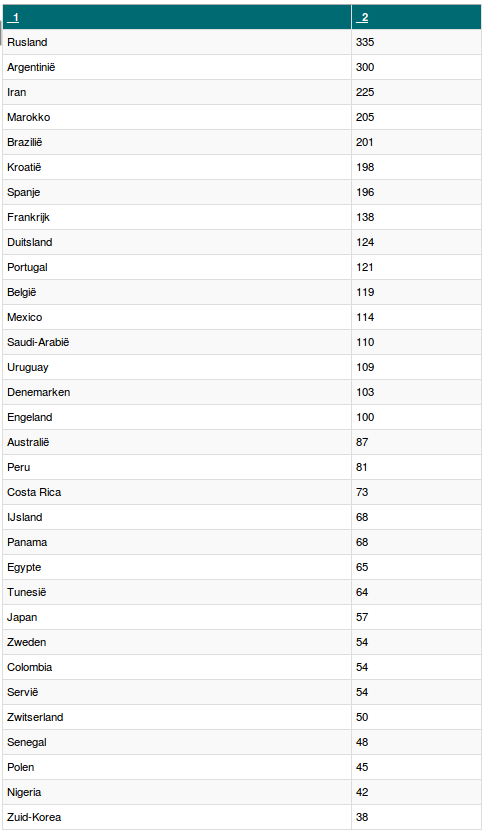 _1 _2
Rusland 335
Argentinië 300
Iran 225
Marokko 205
Brazilië 201
Kroatië 198
Spanje 196
Frankrijk 138
Duitsland 124
Portugal 121
België 119
Mexico 114
Saudi-Arabië 110
Uruguay 109
Denemarken 103
Engeland 100
Australië 87
Peru 81
Costa Rica 73
IJsland 68
Panama 68
Egypte 65
Tunesië 64
Japan 57
Zweden 54
Colombia 54
Servië 54
Zwitserland 50
Senegal 48
Polen 45
Nigeria 42
Zuid-Korea 38